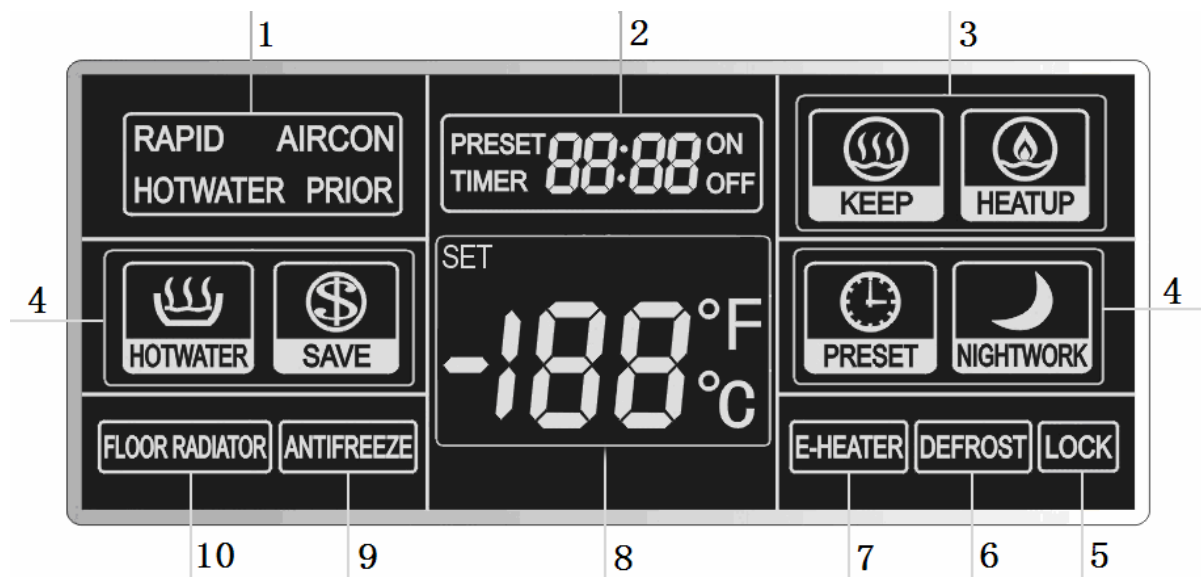 1
2
3
RAPID AIRCON
HOTWATER PRIOR
PRESET 88:88 ON
TIMER OFF
KEEP
HEATUP
4
HOTWATER
SAVE
SET
-188 °F
°C
PRESET
NIGHTWORK
4
FLOOR RADIATOR
ANTIFREEZE
E-HEATER
DEFROST
LOCK
10
9
8
7
6
5